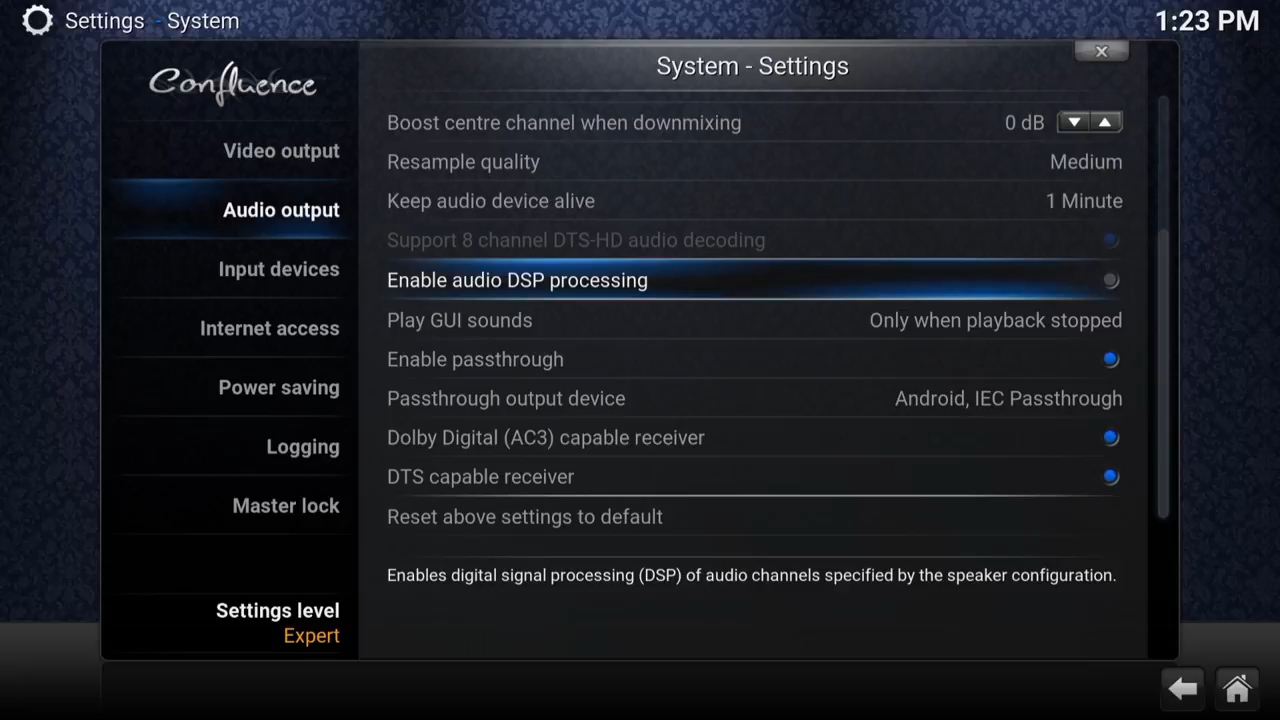 Settings - System
1:23 PM
Confluence
System - Settings
Video output
Audio output
Input devices
Internet access
Power saving
Logging
Master lock
Settings level
Expert
Boost centre channel when downmixing 0 dB
Resample quality Medium
Keep audio device alive 1 Minute
Support 8 channel DTS-HD audio decoding
Enable audio DSP processing
Play GUI sounds Only when playback stopped
Enable passthrough
Passthrough output device Android, IEC Passthrough
Dolby Digital (AC3) capable receiver
DTS capable receiver
Reset above settings to default
Enables digital signal processing (DSP) of audio channels specified by the speaker configuration.